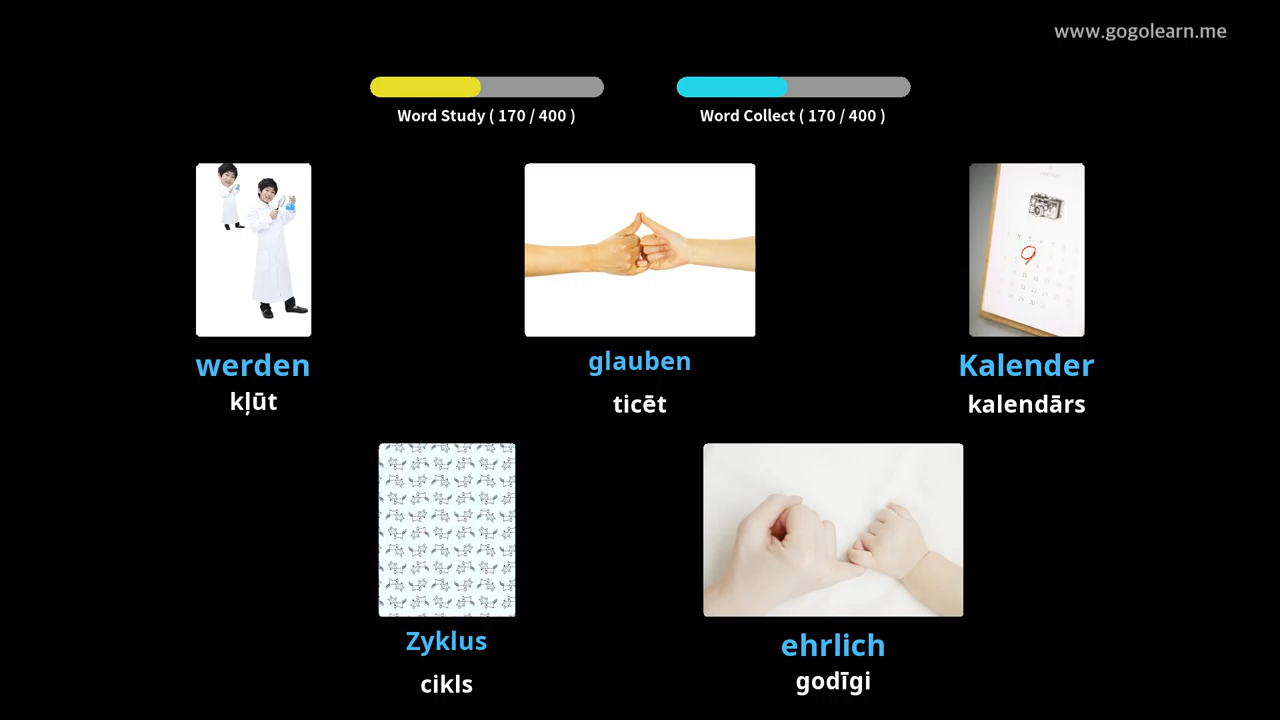 www.gogolearn.me
Word Study ( 170 / 400 )
Word Collect ( 170 / 400 )
werden
kļūt
glauben
ticēt
Kalender
kalendārs
Zyklus
cikls
ehrlich
godīgi